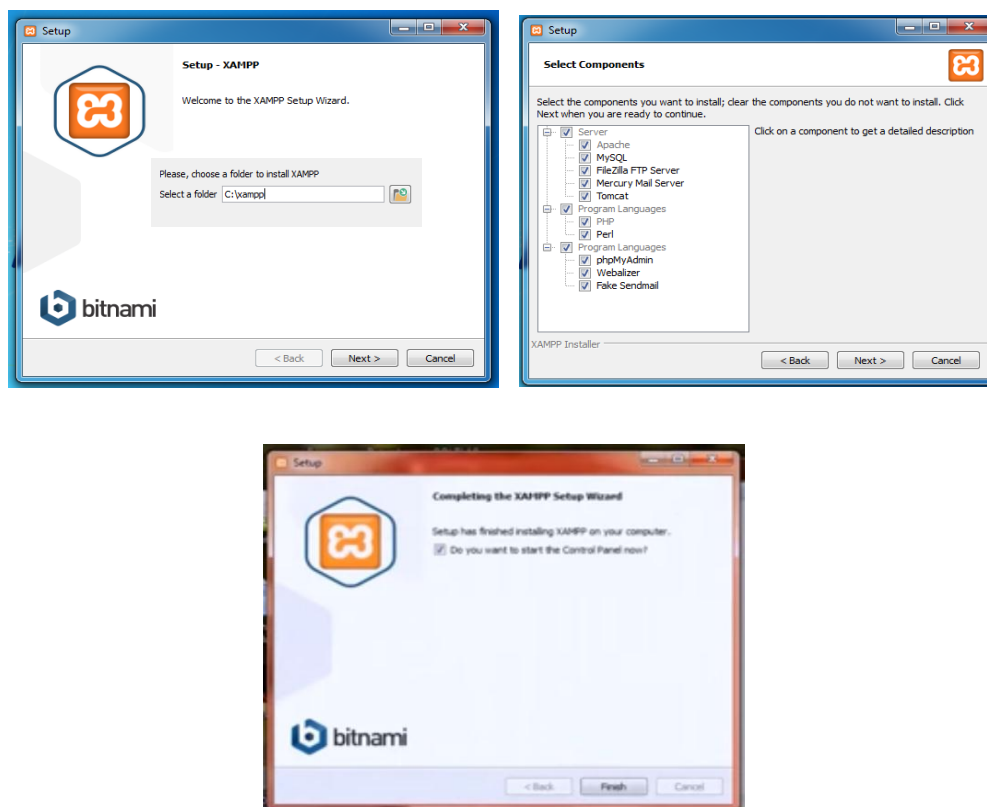 Setup
Setup - XAMPP
Welcome to the XAMPP Setup Wizard.
Please, choose a folder to install XAMPP
Select a folder C:\xampp
bitnami
< Back Next > Cancel
Setup
Select Components
Select the components you want to install; clear the components you do not want to install. Click
Next when you are ready to continue.
Server
Apache
MySQL
FileZilla FTP Server
Mercury Mail Server
Tomcat
Program Languages
PHP
Perl
Program Languages
phpMyAdmin
Webalizer
Fake Sendmail
Click on a component to get a detailed description
XAMPP Installer
< Back Next > Cancel
Setup
Completing the XAMPP Setup Wizard
Setup has finished installing XAMPP on your computer.
Do you want to start the Control Panel now?
bitnami
< Back Finish Cancel